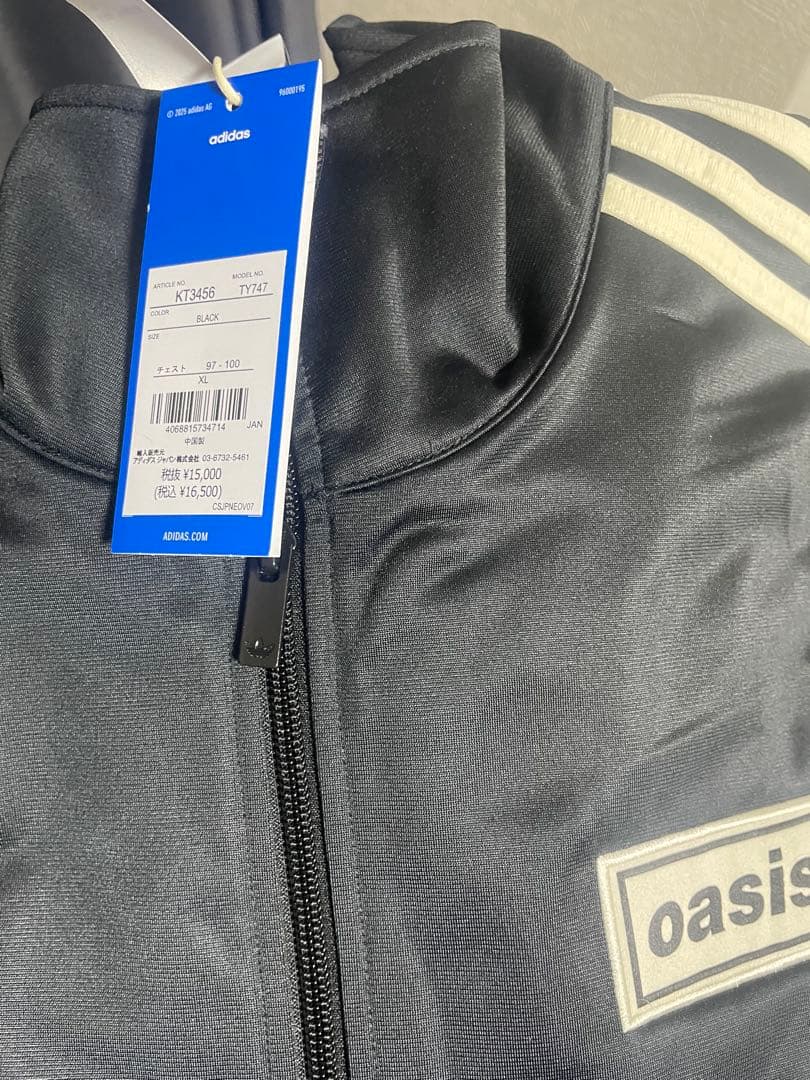 © 2025 adidas AG
96000195
adidas
ARTICLE NO.
MODEL NO.
KT3456
TY747
COLOR
BLACK
SIZE
チェスト 97 - 100
XL
4068815734714 JAN
中国製
輸入販売元
アディダス ジャパン株式会社 03-6732-5461
税抜 ¥15,000
(税込 ¥16,500)
CSJPNEOV07
ADIDAS.COM
oasis